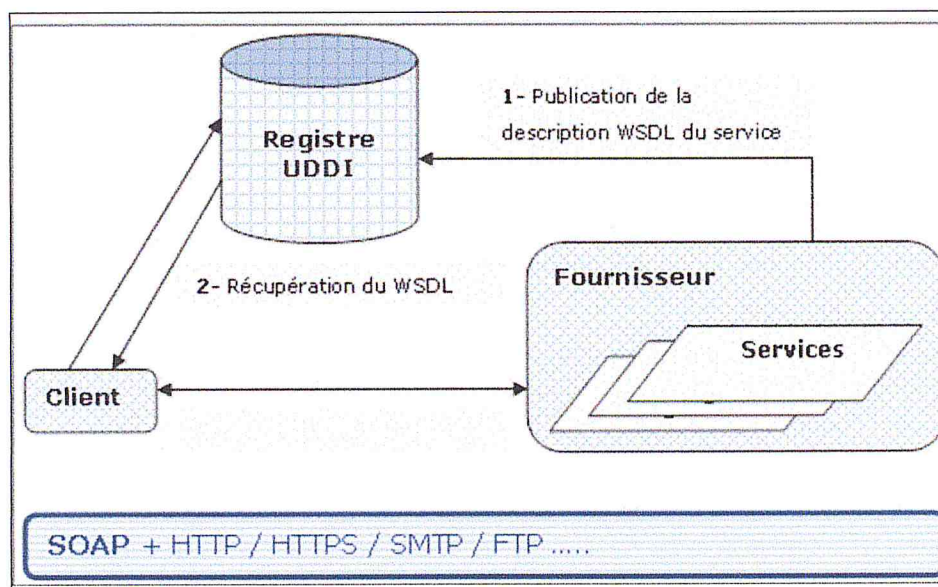 1- Publication de la
description WSDL du service
Registre
UDDI
2- Récupération du WSDL
Fournisseur
Services
Client
SOAP + HTTP / HTTPS / SMTP / FTP .....